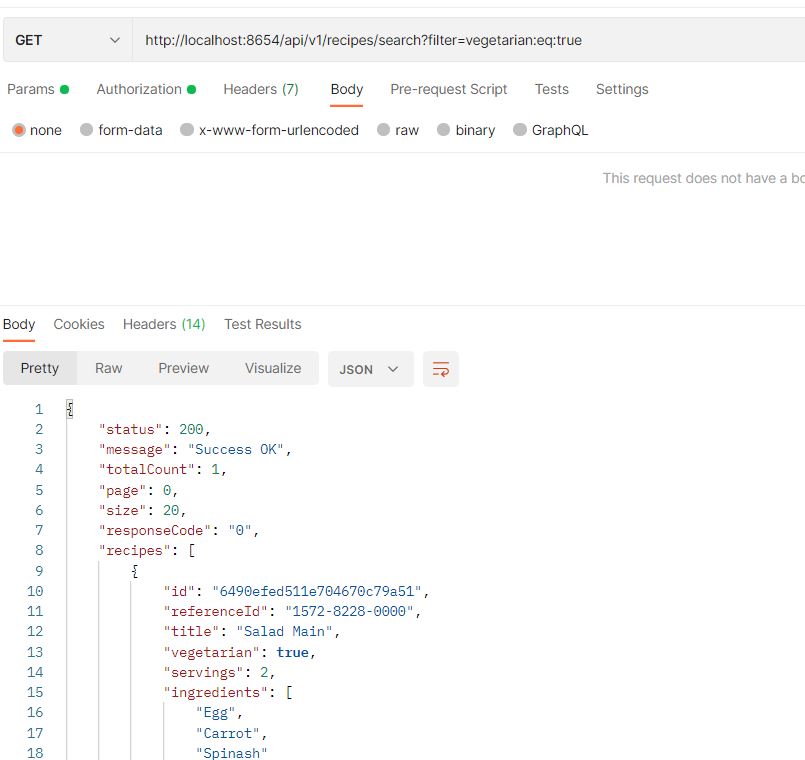 GET http://localhost:8654/api/v1/recipes/search?filter=vegetarian:eq:true
Params Authorization Headers (7) Body Pre-request Script Tests Settings
none form-data x-www-form-urlencoded raw binary GraphQL
This request does not have a bo
Body Cookies Headers (14) Test Results
Pretty Raw Preview Visualize JSON
1 {
2 "status": 200,
3 "message": "Success OK",
4 "totalCount": 1,
5 "page": 0,
6 "size": 20,
7 "responseCode": "0",
8 "recipes": [
9 {
10 "id": "6490efed511e704670c79a51",
11 "referenceId": "1572-8228-0000",
12 "title": "Salad Main",
13 "vegetarian": true,
14 "servings": 2,
15 "ingredients": [
16 "Egg",
17 "Carrot",
18 "Spinash"